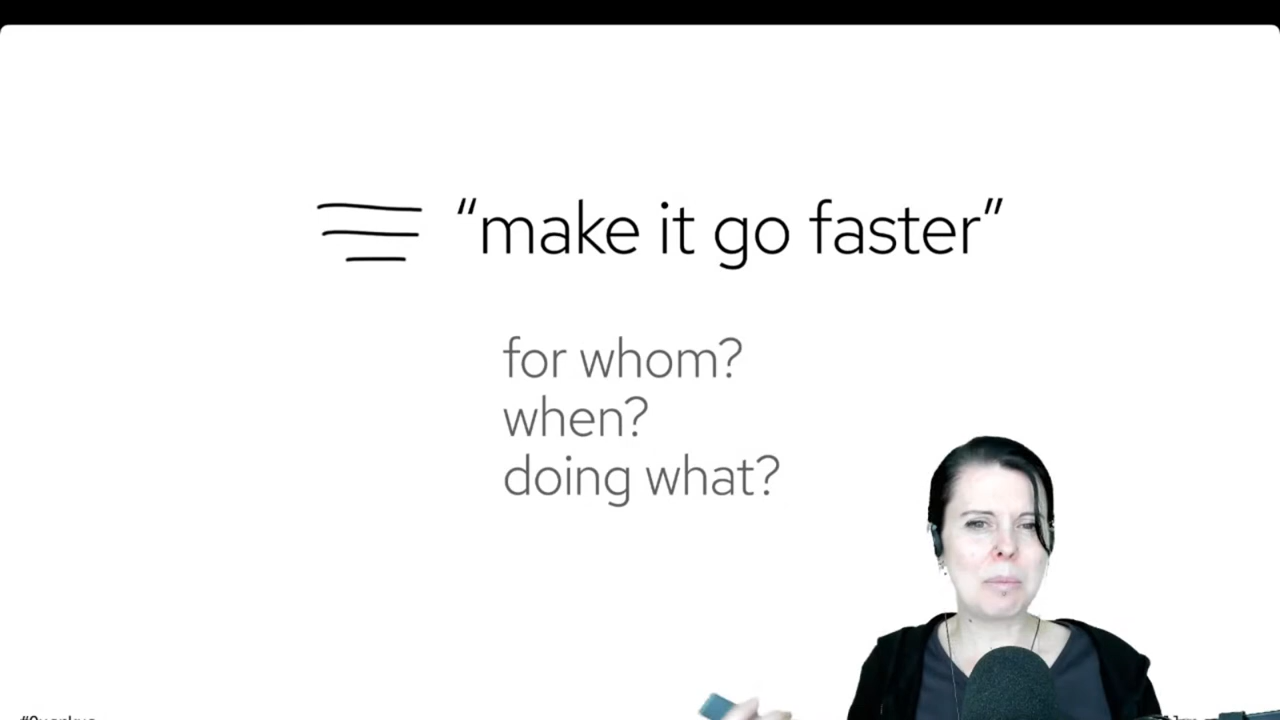 “make it go faster”
for whom?
when?
doing what?